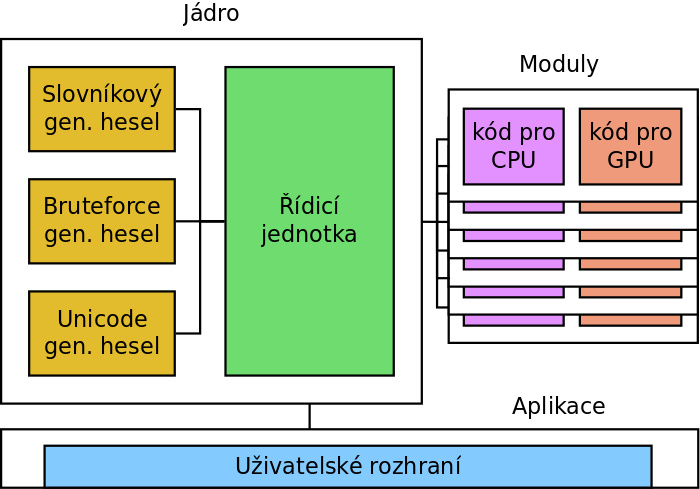 Jádro
Slovníkový
gen. hesel
Bruteforce
gen. hesel
Unicode
gen. hesel
Řídicí
jednotka
Moduly
kód pro
CPU
kód pro
GPU
Aplikace
Uživatelské rozhraní